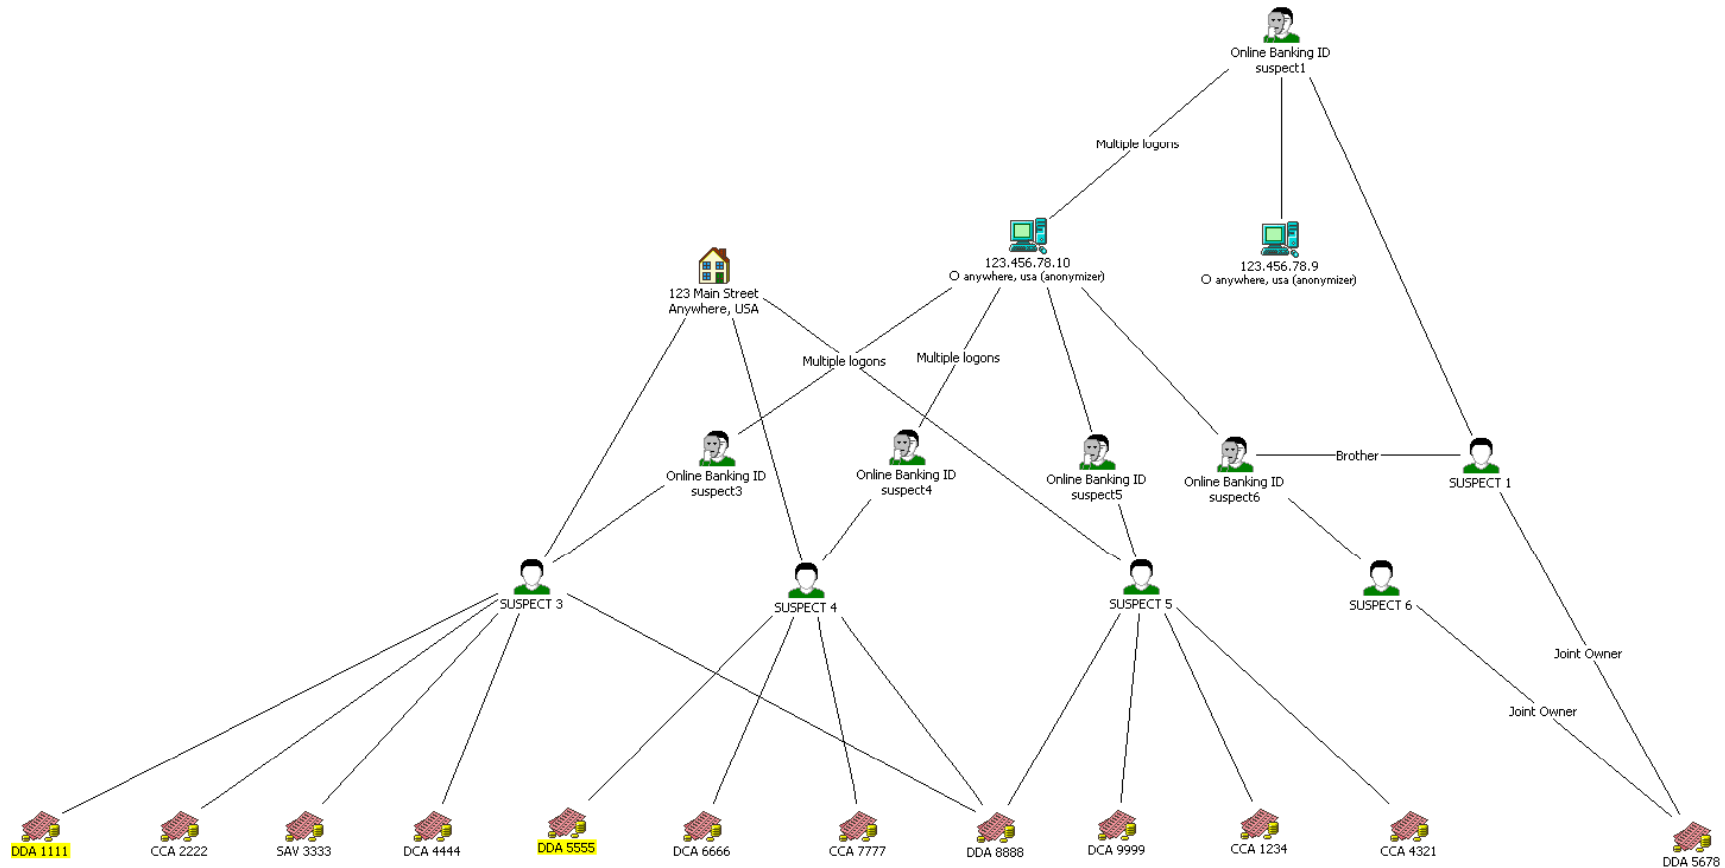 Online Banking ID
suspect1
Multiple logons
123.456.78.10
anywhere, usa (anonymizer)
123.456.78.9
anywhere, usa (anonymizer)
123 Main Street
Anywhere, USA
Multiple logons
Multiple logons
Online Banking ID
suspect3
Online Banking ID
suspect4
Online Banking ID
suspect5
Online Banking ID
suspect6
Brother
SUSPECT 1
SUSPECT 3
SUSPECT 4
SUSPECT 5
SUSPECT 6
Joint Owner
Joint Owner
DDA 1111
CCA 2222
SAV 3333
DCA 4444
DDA 5555
DCA 6666
CCA 7777
DDA 8888
DCA 9999
CCA 1234
CCA 4321
DDA 5678